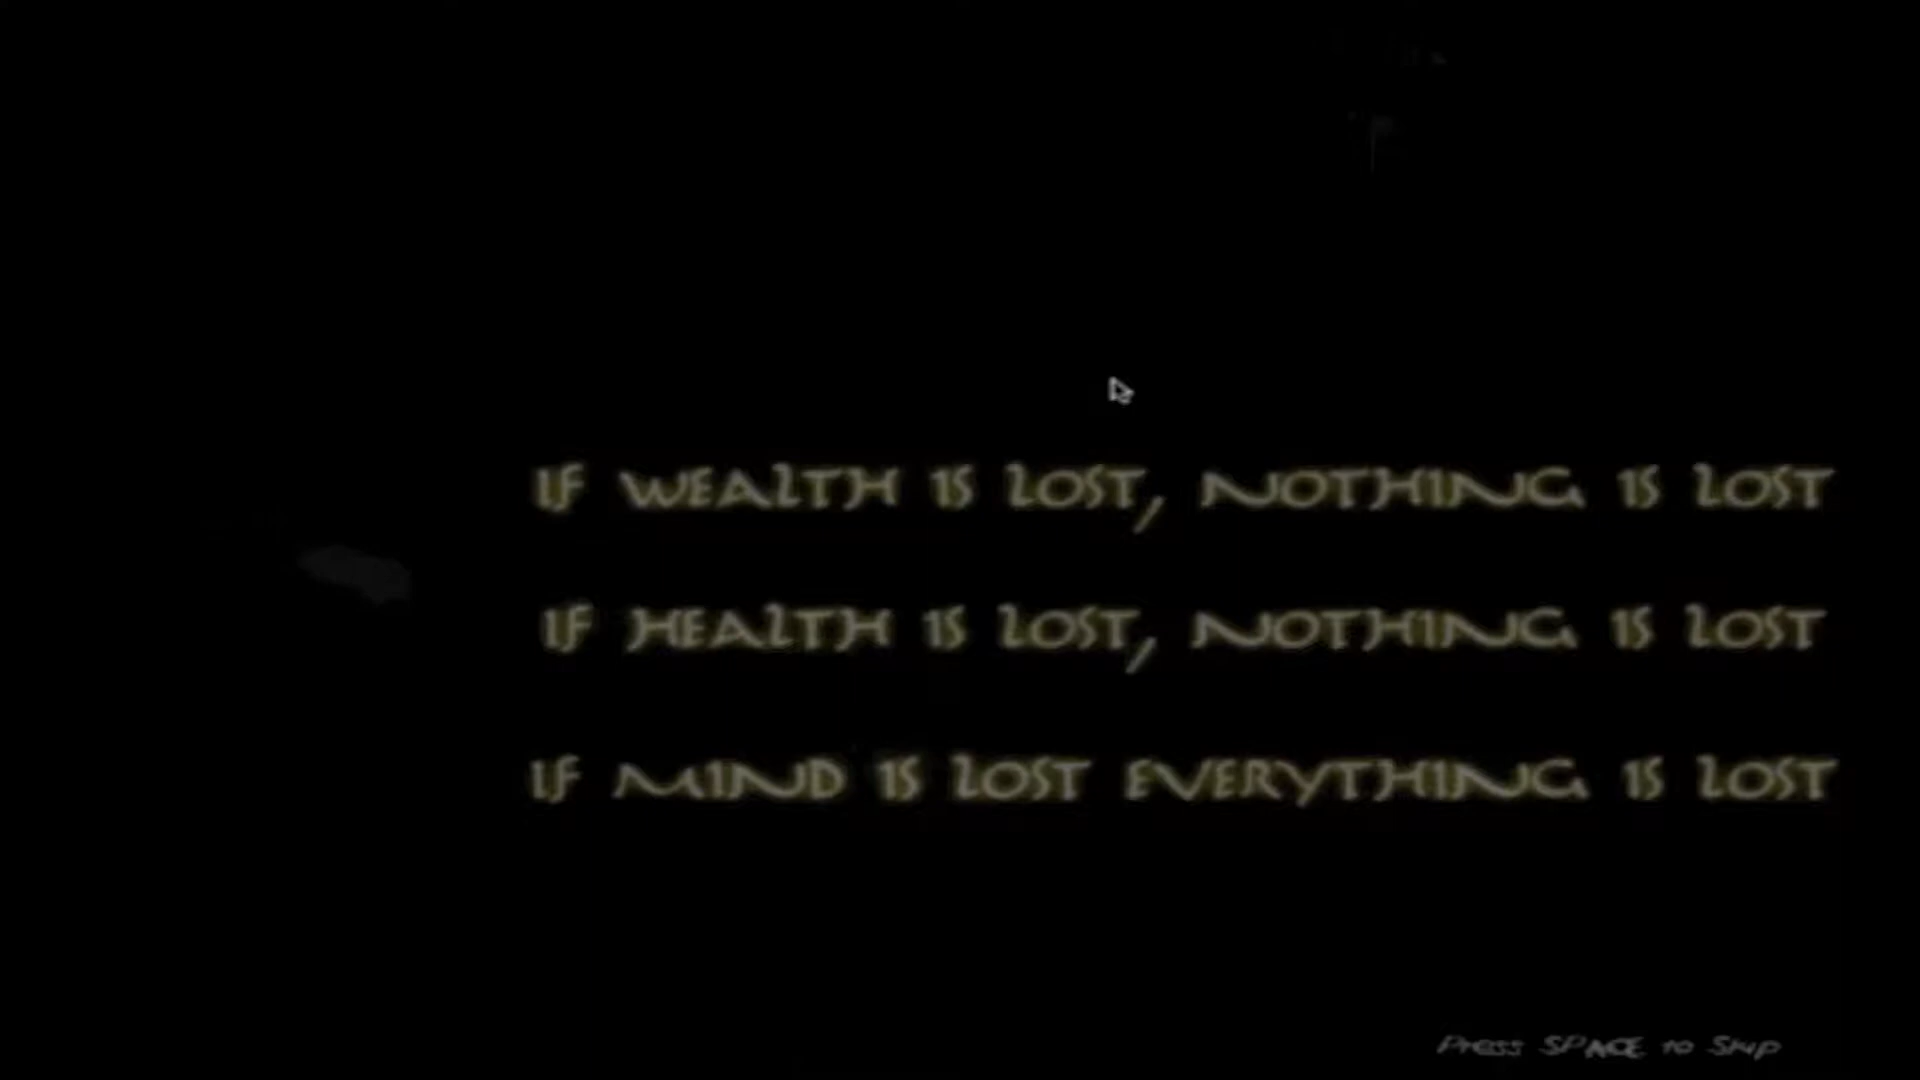 IF WEALTH IS LOST, NOTHING IS LOST
IF HEALTH IS LOST, NOTHING IS LOST
IF MIND IS LOST EVERYTHING IS LOST
Press SPACE to Skip